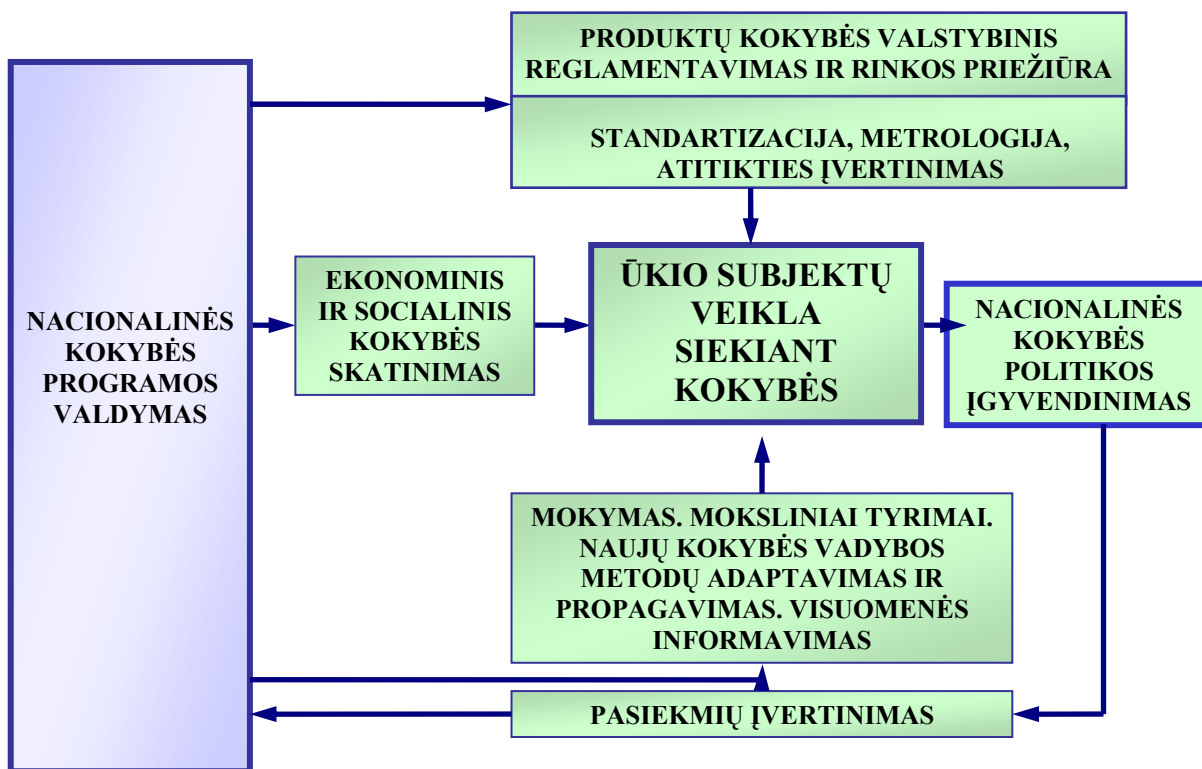 PRODUKTŲ KOKYBĖS VALSTYBINIS
REGLAMENTAVIMAS IR RINKOS PRIEŽIŪRA
STANDARTIZACIJA, METROLOGIJA,
ATITIKTIES ĮVERTINIMAS
NACIONALINĖS
KOKYBĖS
PROGRAMOS
VALDYMAS
EKONOMINIS
IR SOCIALINIS
KOKYBĖS
SKATINIMAS
ŪKIO SUBJEKTŲ
VEIKLA
SIEKIANT
KOKYBĖS
NACIONALINĖS
KOKYBĖS
POLITIKOS
ĮGYVENDINIMAS
MOKYMAS. MOKSLINIAI TYRIMAI.
NAUJŲ KOKYBĖS VADYBOS
METODŲ ADAPTAVIMAS IR
PROPAGAVIMAS. VISUOMENĖS
INFORMAVIMAS
PASIEKMIŲ ĮVERTINIMAS